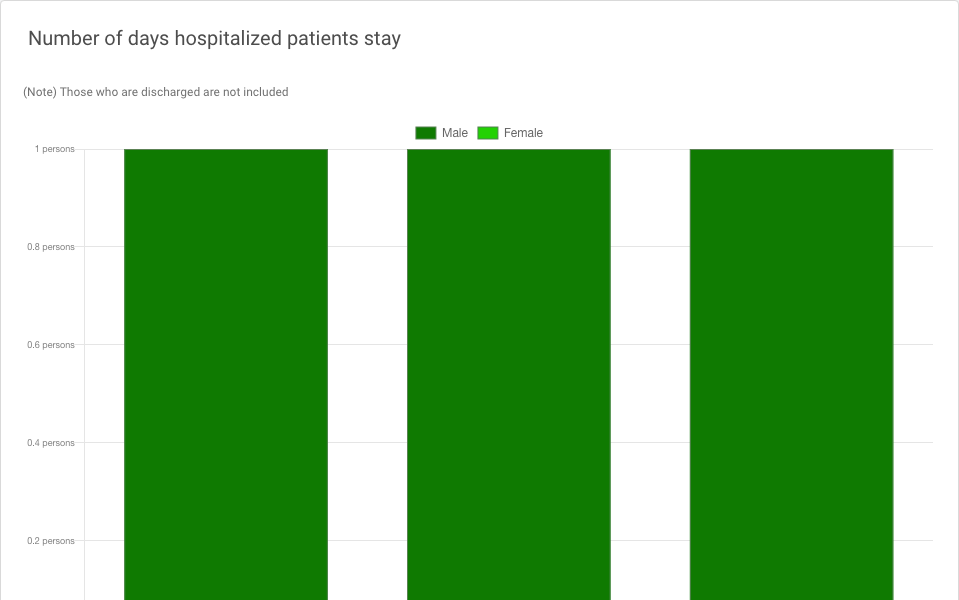 Number of days hospitalized patients stay
(Note) Those who are discharged are not included
Male Female
1 persons
0.8 persons
0.6 persons
0.4 persons
0.2 persons